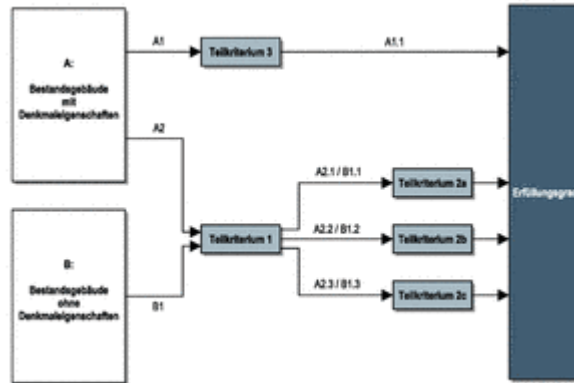 A:
Bestandsgebäude
mit
Denkmaleigenschaften
A1
Teilkriterium 3
A1.1
A2
A2.1 / B1.1
Teilkriterium 2a
Teilkriterium 1
A2.2 / B1.2
Teilkriterium 2b
A2.3 / B1.3
Teilkriterium 2c
Erfüllungsgrad
B:
Bestandsgebäude
ohne
Denkmaleigenschaften
B1